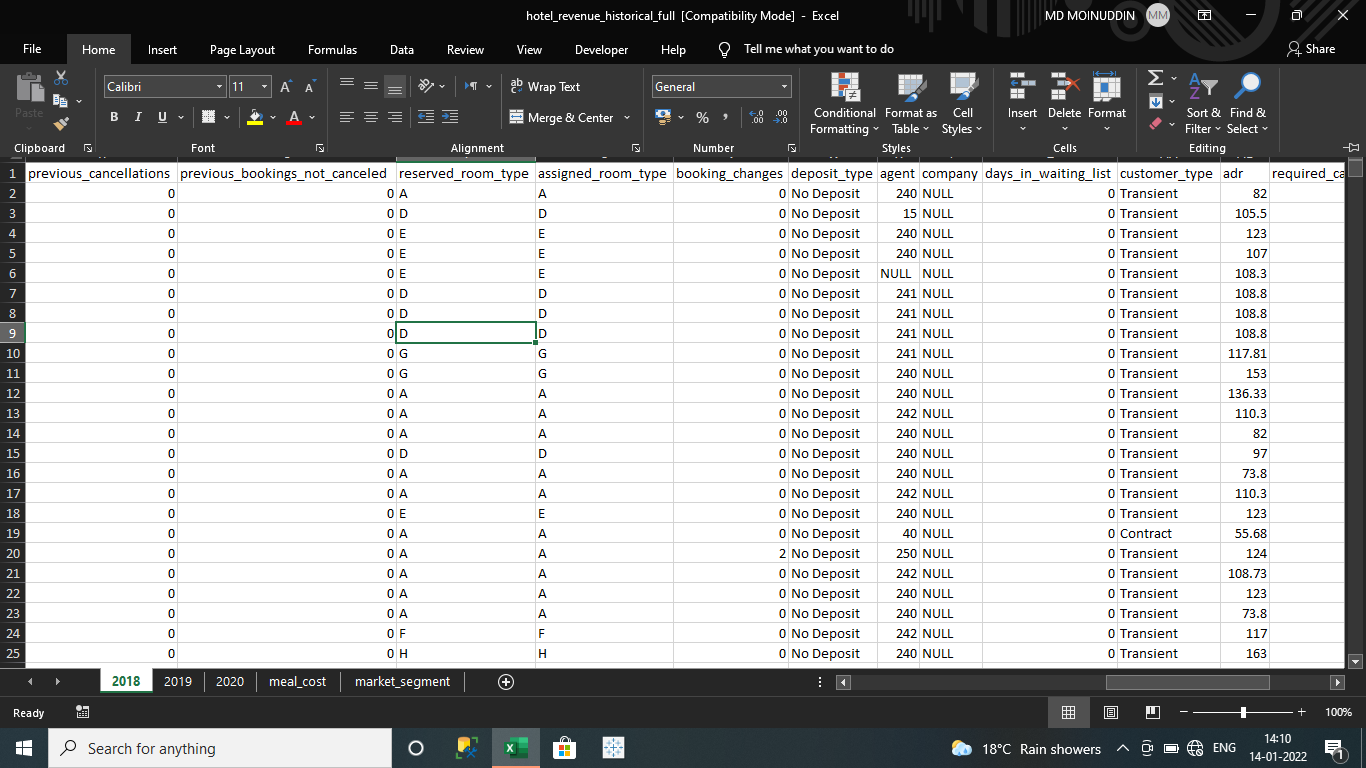 hotel_revenue_historical_full [Compatibility Mode] - Excel
MD MOINUDDIN MM
File Home Insert Page Layout Formulas Data Review View Developer Help Tell me what you want to do Share
Calibri 11 Wrap Text General
Paste B I U Merge & Center % , Conditional Formatting Format as Table Cell Styles Insert Delete Format Sort & Filter Find & Select
Clipboard Font Alignment Number Styles Cells Editing
1 previous_cancellations previous_bookings_not_canceled reserved_room_type assigned_room_type booking_changes deposit_type agent company days_in_waiting_list customer_type adr required_ca
2 0 0 A A 0 No Deposit 240 NULL 0 Transient 82
3 0 0 D D 0 No Deposit 15 NULL 0 Transient 105.5
4 0 0 E E 0 No Deposit 240 NULL 0 Transient 123
5 0 0 E E 0 No Deposit 240 NULL 0 Transient 107
6 0 0 E E 0 No Deposit NULL NULL 0 Transient 108.3
7 0 0 D D 0 No Deposit 241 NULL 0 Transient 108.8
8 0 0 D D 0 No Deposit 241 NULL 0 Transient 108.8
9 0 0 D D 0 No Deposit 241 NULL 0 Transient 108.8
10 0 0 G G 0 No Deposit 241 NULL 0 Transient 117.81
11 0 0 G G 0 No Deposit 240 NULL 0 Transient 153
12 0 0 A A 0 No Deposit 240 NULL 0 Transient 136.33
13 0 0 A A 0 No Deposit 242 NULL 0 Transient 110.3
14 0 0 A A 0 No Deposit 240 NULL 0 Transient 82
15 0 0 D D 0 No Deposit 240 NULL 0 Transient 97
16 0 0 A A 0 No Deposit 240 NULL 0 Transient 73.8
17 0 0 A A 0 No Deposit 242 NULL 0 Transient 110.3
18 0 0 E E 0 No Deposit 240 NULL 0 Transient 123
19 0 0 A A 0 No Deposit 40 NULL 0 Contract 55.68
20 0 0 A A 2 No Deposit 250 NULL 0 Transient 124
21 0 0 A A 0 No Deposit 242 NULL 0 Transient 108.73
22 0 0 A A 0 No Deposit 240 NULL 0 Transient 123
23 0 0 A A 0 No Deposit 240 NULL 0 Transient 73.8
24 0 0 F F 0 No Deposit 242 NULL 0 Transient 117
25 0 0 H H 0 No Deposit 240 NULL 0 Transient 163
2018 2019 2020 meal_cost market_segment
Ready 100%
Search for anything 18°C Rain showers ENG 14:10
14-01-2022 1